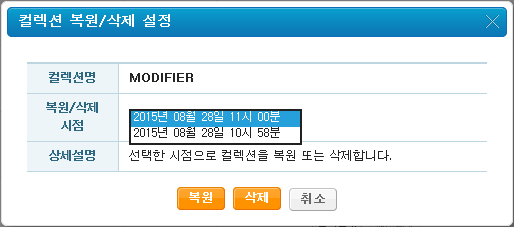 컬렉션 복원/삭제 설정
컬렉션명 MODIFIER
복원/삭제
시점
2015년 08월 28일 11시 00분
2015년 08월 28일 10시 58분
상세설명 선택한 시점으로 컬렉션을 복원 또는 삭제합니다.
복원 삭제 취소